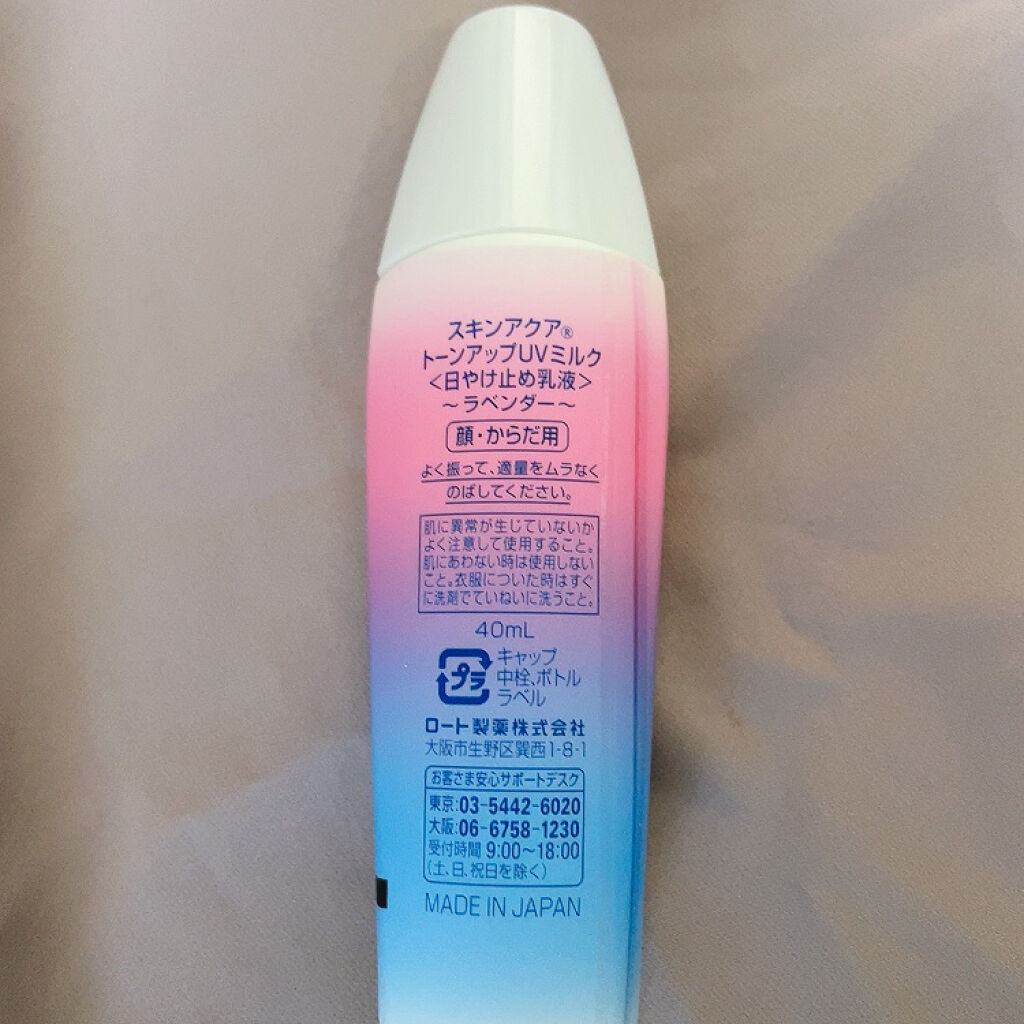 スキンアクア®
トーンアップUVミルク
＜日やけ止め乳液＞
～ラベンダー～
顔・からだ用
よく振って、適量をムラなく
のばしてください。
肌に異常が生じていないか
よく注意して使用すること。
肌にあわない時は使用しない
こと。衣服についた時はすぐ
に洗剤でていねいに洗うこと。
40mL
プラ
キャップ
中栓、ボトル
ラベル
ロート製薬株式会社
大阪市生野区巽西1-8-1
お客さま安心サポートデスク
東京:03-5442-6020
大阪:06-6758-1230
受付時間 9:00～18:00
(土、日、祝日を除く)
MADE IN JAPAN